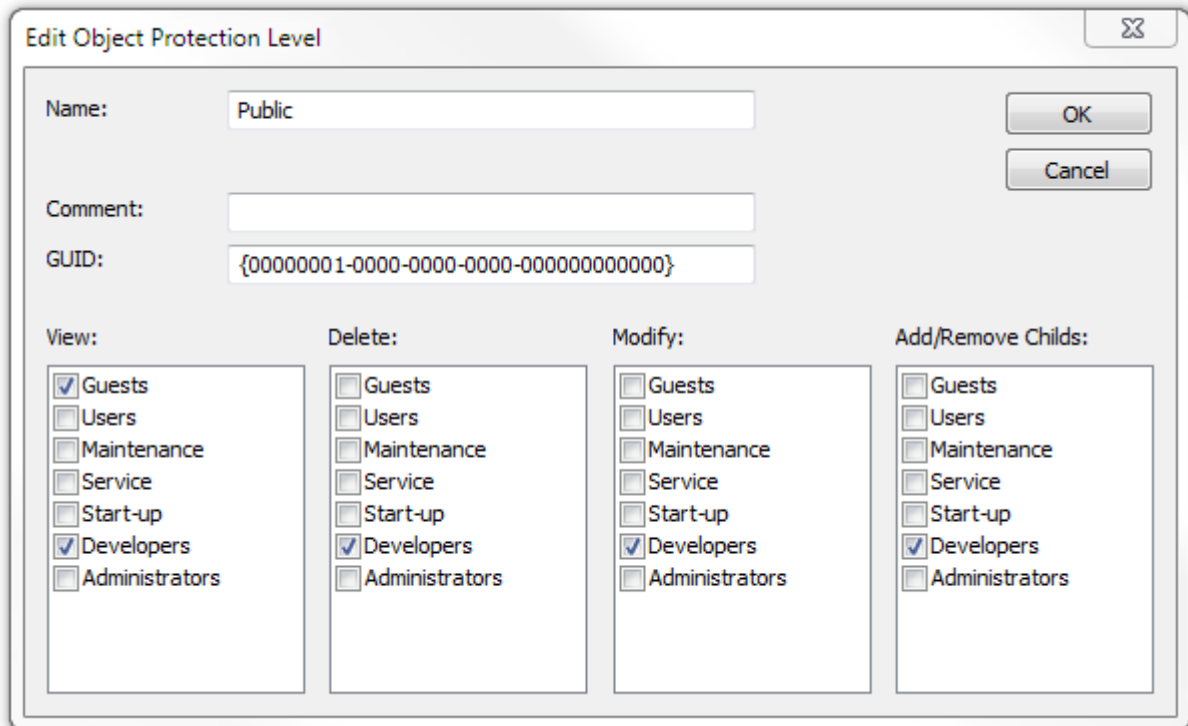 Edit Object Protection Level
Name: Public
OK
Cancel
Comment:
GUID: {00000001-0000-0000-0000-000000000000}
View: Delete: Modify: Add/Remove Childs:
Guests Guests Guests Guests
Users Users Users Users
Maintenance Maintenance Maintenance Maintenance
Service Service Service Service
Start-up Start-up Start-up Start-up
Developers Developers Developers Developers
Administrators Administrators Administrators Administrators